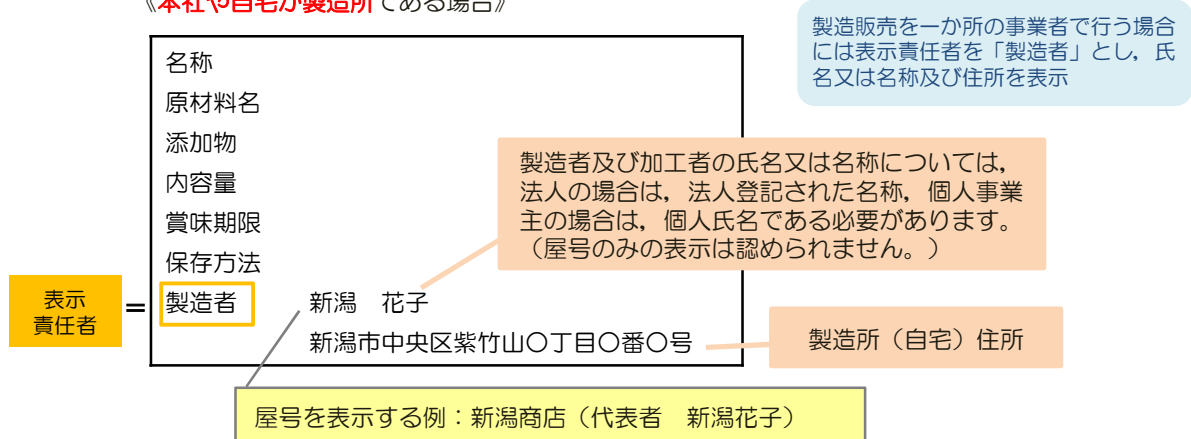 《本社や自宅が製造所である場合》
製造販売を一か所の事業者で行う場合
には表示責任者を「製造者」とし，氏
名又は名称及び住所を表示
名称
原材料名
添加物
内容量
賞味期限
保存方法
製造者及び加工者の氏名又は名称については，
法人の場合は，法人登記された名称，個人事業
主の場合は，個人氏名である必要があります。
（屋号のみの表示は認められません。）
表示
責任者
=
製造者 新潟　花子
新潟市中央区紫竹山〇丁目〇番〇号
製造所（自宅）住所
屋号を表示する例：新潟商店（代表者　新潟花子）